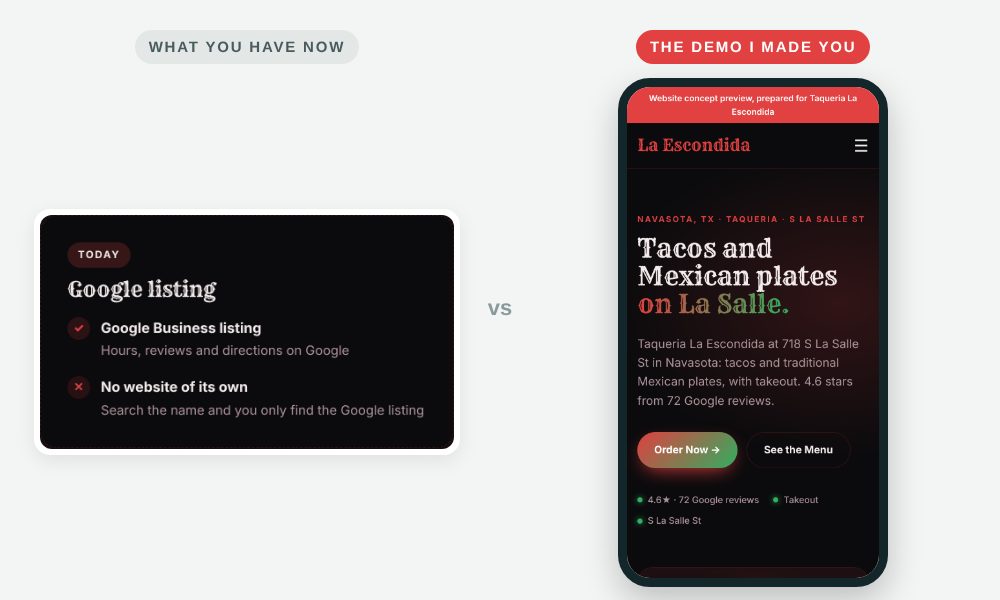 WHAT YOU HAVE NOW
TODAY
Google listing
Google Business listing
Hours, reviews and directions on Google
No website of its own
Search the name and you only find the Google listing
vs
THE DEMO I MADE YOU
Website concept preview, prepared for Taqueria La
Escondida
La Escondida
NAVASOTA, TX · TAQUERIA · S LA SALLE ST
Tacos and
Mexican plates
on La Salle.
Taqueria La Escondida at 718 S La Salle
St in Navasota: tacos and traditional
Mexican plates, with takeout. 4.6 stars
from 72 Google reviews.
Order Now →
See the Menu
4.6★ · 72 Google reviews
Takeout
S La Salle St